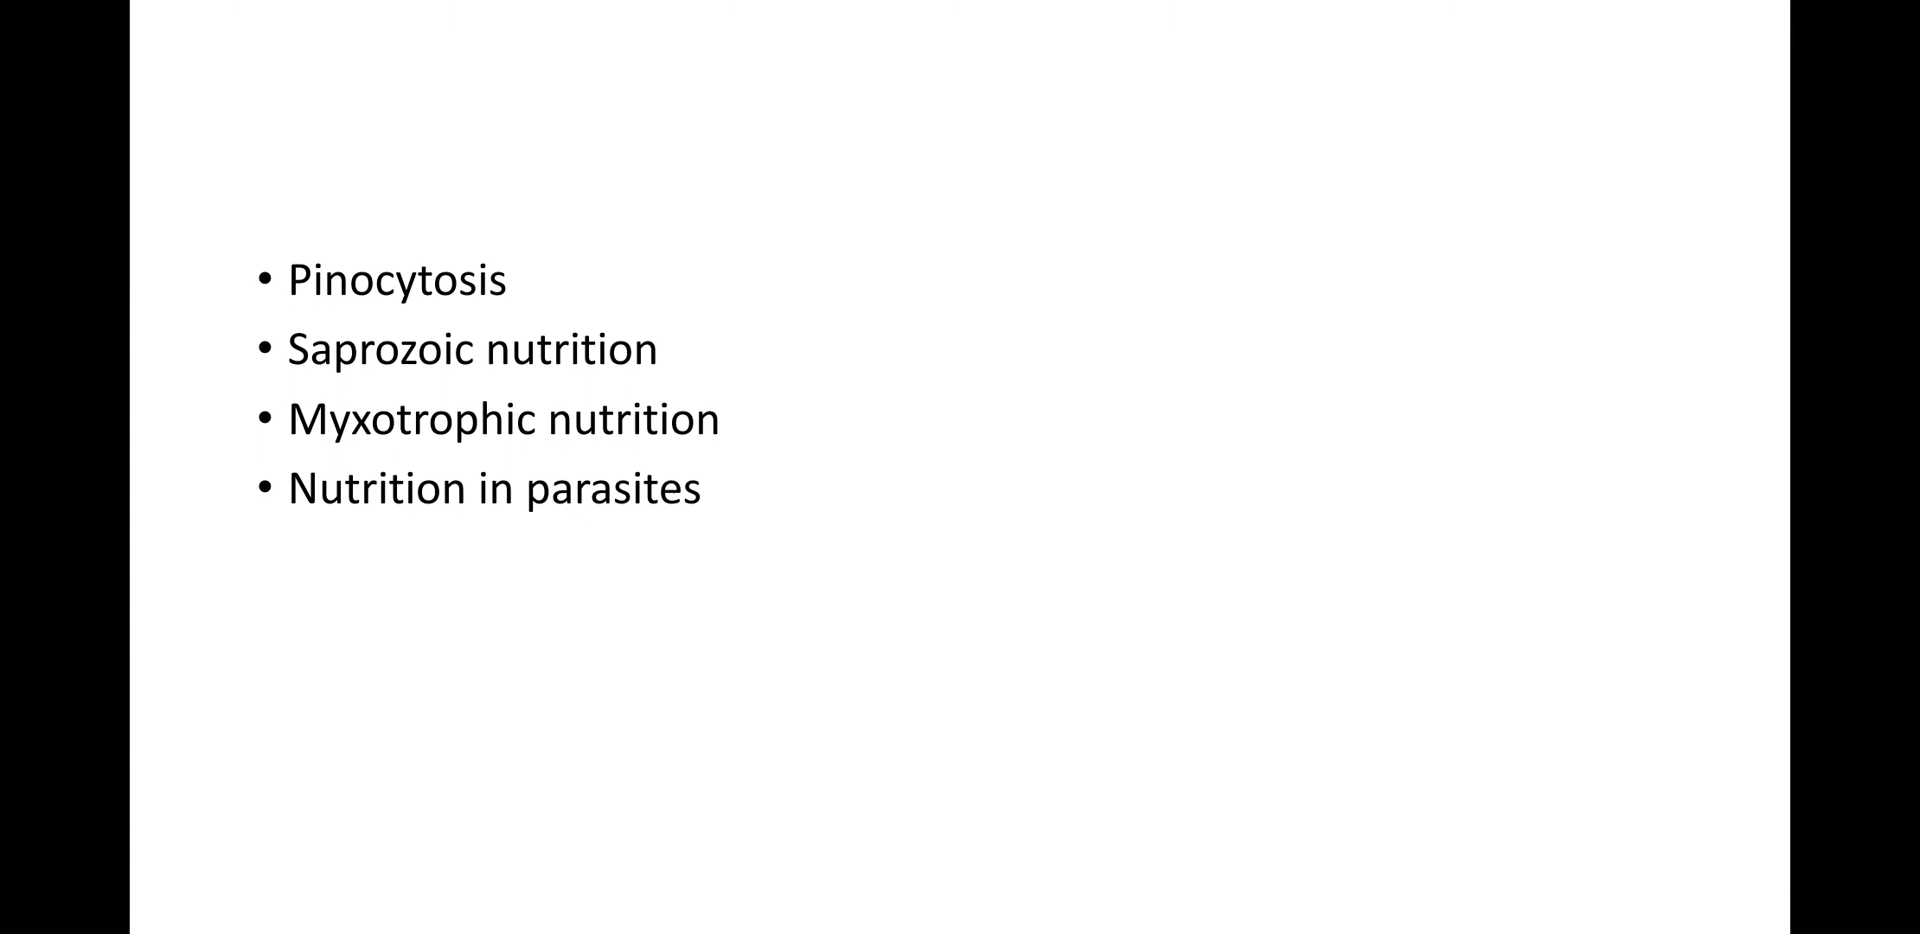 • Pinocytosis
• Saprozoic nutrition
• Myxotrophic nutrition
• Nutrition in parasites